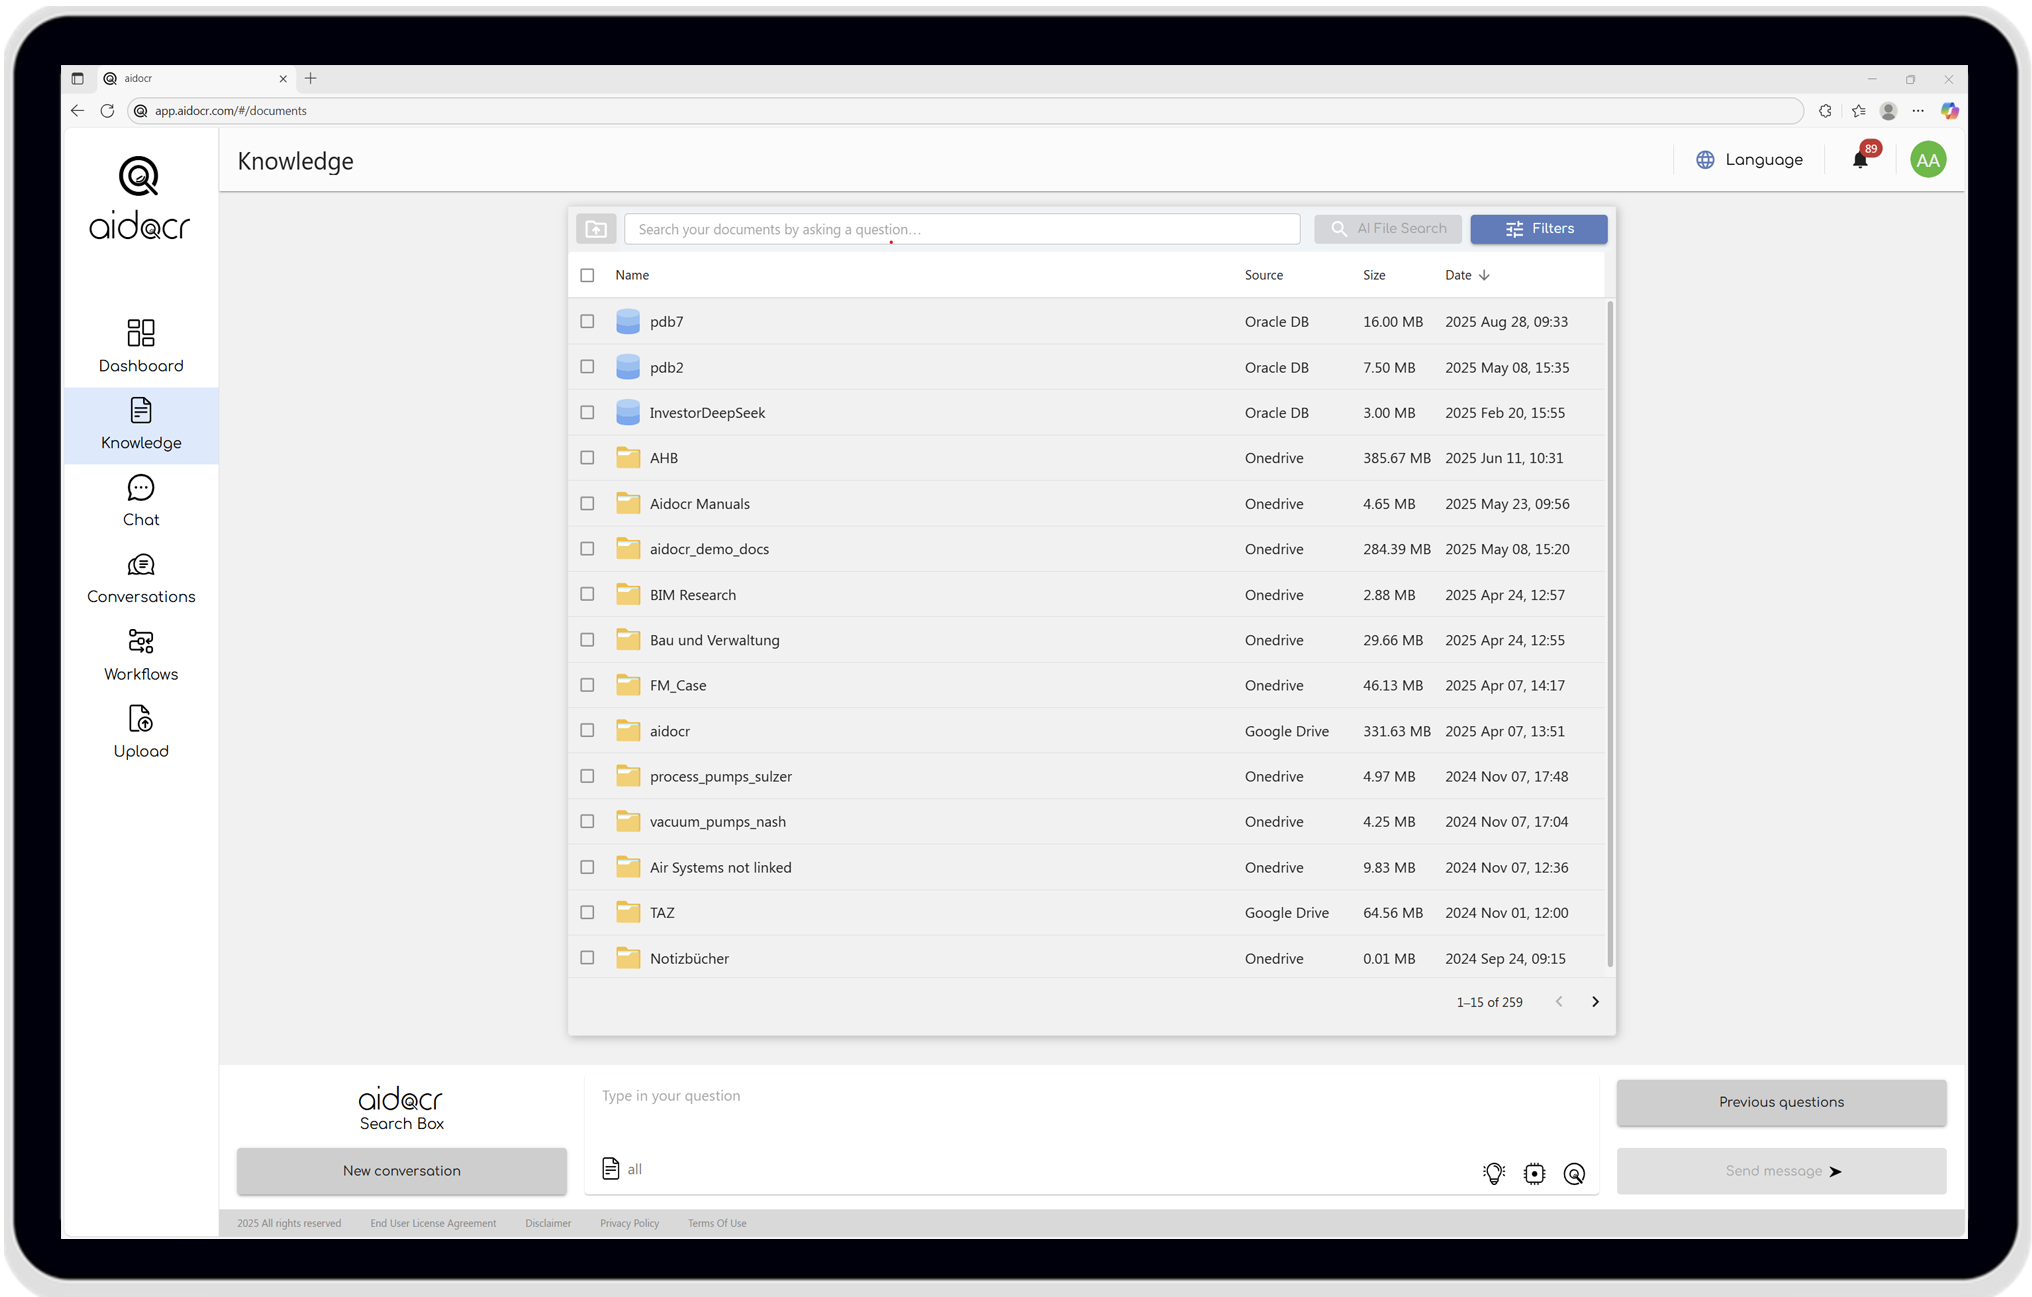 aidocr
app.aidocr.com/#/documents
aidocr
Knowledge
Language
89
AA
Dashboard
Knowledge
Chat
Conversations
Workflows
Upload
Search your documents by asking a question...
AI File Search
Filters
Name Source Size Date
pdb7 Oracle DB 16.00 MB 2025 Aug 28, 09:33
pdb2 Oracle DB 7.50 MB 2025 May 08, 15:35
InvestorDeepSeek Oracle DB 3.00 MB 2025 Feb 20, 15:55
AHB Onedrive 385.67 MB 2025 Jun 11, 10:31
Aidocr Manuals Onedrive 4.65 MB 2025 May 23, 09:56
aidocr_demo_docs Onedrive 284.39 MB 2025 May 08, 15:20
BIM Research Onedrive 2.88 MB 2025 Apr 24, 12:57
Bau und Verwaltung Onedrive 29.66 MB 2025 Apr 24, 12:55
FM_Case Onedrive 46.13 MB 2025 Apr 07, 14:17
aidocr Google Drive 331.63 MB 2025 Apr 07, 13:51
process_pumps_sulzer Onedrive 4.97 MB 2024 Nov 07, 17:48
vacuum_pumps_nash Onedrive 4.25 MB 2024 Nov 07, 17:04
Air Systems not linked Onedrive 9.83 MB 2024 Nov 07, 12:36
TAZ Google Drive 64.56 MB 2024 Nov 01, 12:00
Notizbücher Onedrive 0.01 MB 2024 Sep 24, 09:15
1–15 of 259
aidocr
Search Box
New conversation
Type in your question
all
Previous questions
Send message
2025 All rights reserved End User License Agreement Disclaimer Privacy Policy Terms Of Use